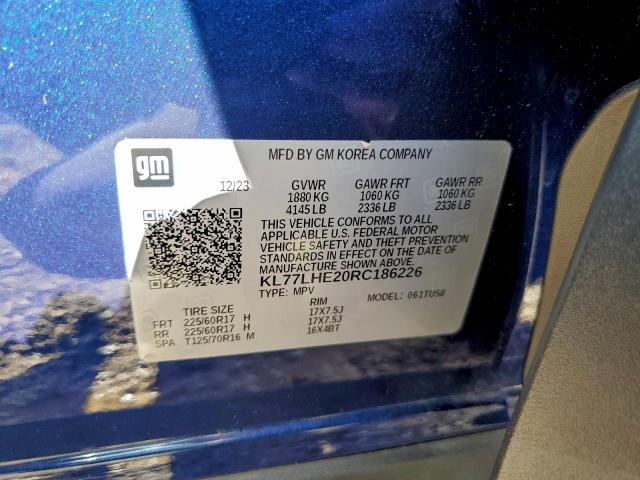 gm
MFD BY GM KOREA COMPANY
12/23 GVWR GAWR FRT GAWR RR
1880 KG 1060 KG 1060 KG
4145 LB 2336 LB 2336 LB
THIS VEHICLE CONFORMS TO ALL
APPLICABLE U.S. FEDERAL MOTOR
VEHICLE SAFETY AND THEFT PREVENTION
STANDARDS IN EFFECT ON THE DATE OF
MANUFACTURE SHOWN ABOVE.
KL77LHE20RC186226
TYPE: MPV MODEL:
TIRE SIZE RIM
FRT 225/60R17 H 17X7.5J
RR 225/60R17 H 17X7.5J
SPA T125/70R16 M 16X4BT